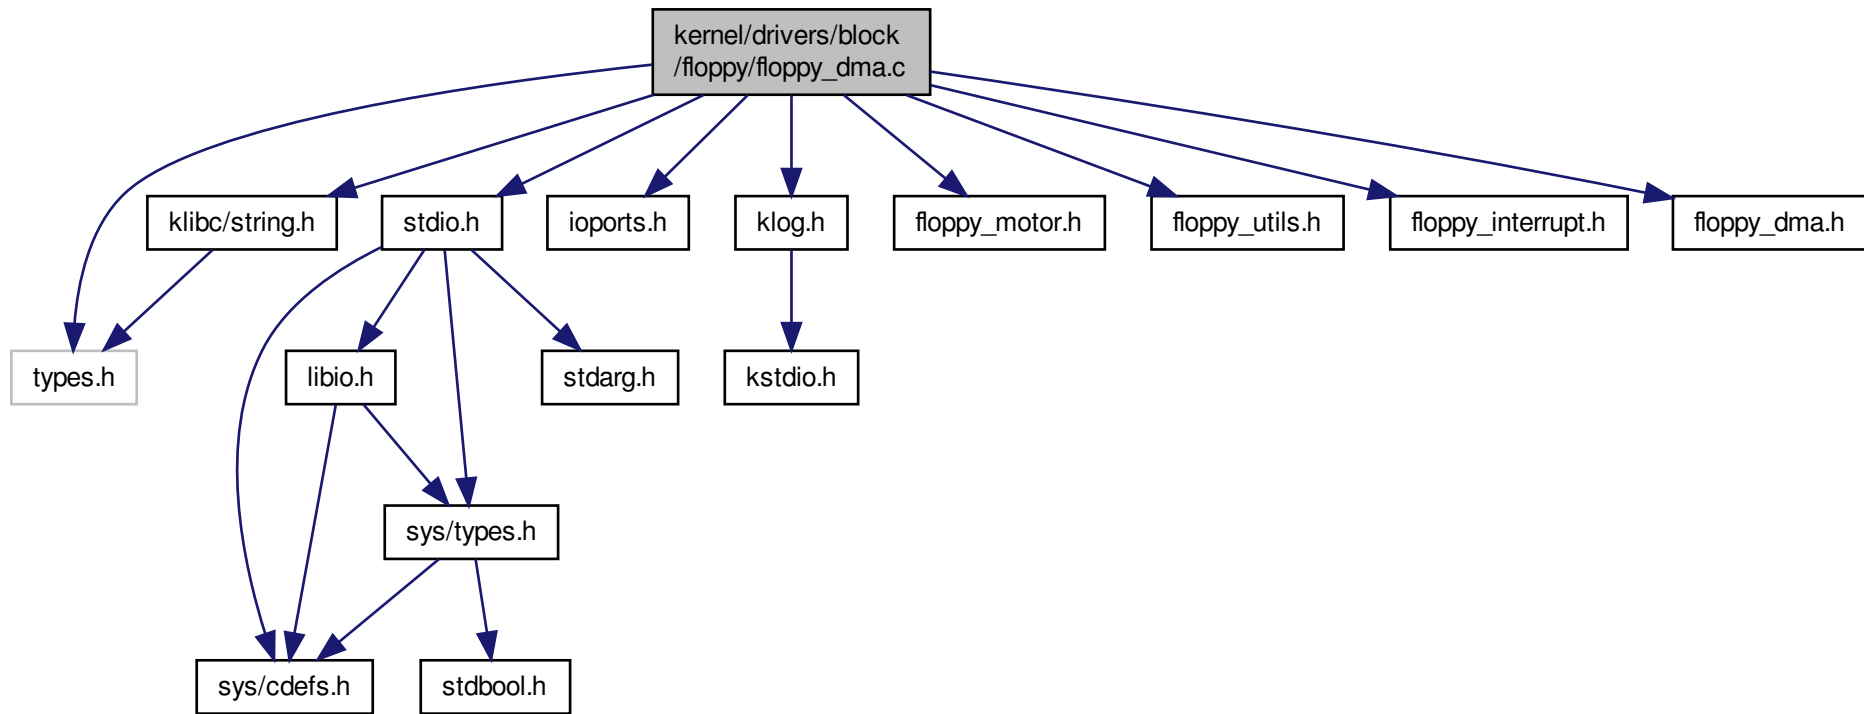 kernel/drivers/block
/floppy/floppy_dma.c
klibc/string.h
stdio.h
ioports.h
klog.h
floppy_motor.h
floppy_utils.h
floppy_interrupt.h
floppy_dma.h
types.h
libio.h
stdarg.h
kstdio.h
sys/types.h
sys/cdefs.h
stdbool.h